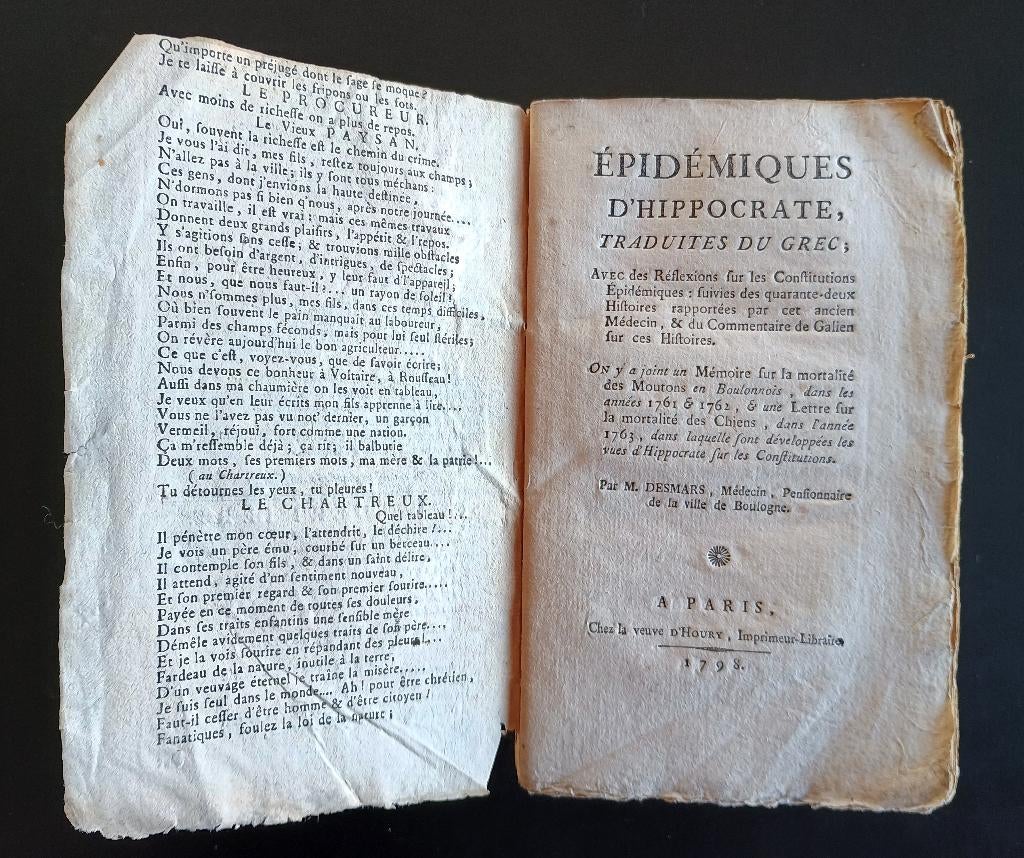 Qu'importe un préjugé dont le sage se moque?
Je te laisse à couvrir les fripons ou les sots.
LE PROCUREUR.
Avec moins de richesse on a plus de repos.
Le Vieux PAYSAN.
Oui, souvent la richesse est le chemin du crime.
Je vous l'ai dit, mes fils, restez toujours aux champs;
N'allez pas à la ville; ils y sont tous méchans:
Ces gens, dont j'envions la haute destinée,
N'dormons pas si bien qu'nous, après notre journée....
On travaille, il est vrai: mais ces mêmes travaux
Donnent deux grands plaisirs, l'appétit & l'repos.
Y s'agitions sans cesse; & trouvions mille obstacles
Ils ont besoin d'argent, d'intrigues, de spectacles;
Enfin, pour être heureux, y leur faut d'l'appareil;
Et nous, que nous faut-il?... un rayon de soleil!
Nous n'sommes plus, mes fils, dans ces temps difficiles,
Où bien souvent le pain manquait au laboureur,
Parmi des champs féconds, mais pour lui seul stériles;
On révère aujourd'hui le bon agriculteur.....
Ce que c'est, voyez-vous, que de savoir écrire;
Nous devons ce bonheur à Voltaire, à Rousseau!
Aussi dans ma chaumière on les voit en tableau,
Je veux qu'en leur écrits mon fils apprenne à lire....
Vous ne l'avez pas vu not' dernier, un garçon
Vermeil, réjoui, fort comme une nation.
Ça m'ressemble déjà; ça rit; il balbutie
Deux mots, ses premiers mots, ma mère & la patrie!...
(au Chartreux.)
Tu détournes les yeux, tu pleures!
LE CHARTREUX.
Quel tableau!...
Il pénètre mon cœur, l'attendrit, le déchire!...
Je vois un père ému, courbé sur un berceau....
Il contemple son fils, & dans un saint délire,
Il attend, agité d'un sentiment nouveau,
Et son premier regard & son premier sourire.....
Payée en ce moment de toutes ses douleurs,
Dans ses traits enfantins une sensible mère
Démêle avidement quelques traits de son père....
Et je la vois sourire en répandant des pleurs!...
Fardeau de la nature, inutile à la terre,
D'un veuvage éternel je traîne la misère.....
Je suis seul dans le monde.... Ah! pour être chrétien,
Faut-il cesser d'être homme & d'être citoyen!
Fanatiques, foulez la loi de la nature;
ÉPIDÉMIQUES
D'HIPPOCRATE,
TRADUITES DU GREC;
AVEC des Réflexions sur les Constitutions
Épidémiques: suivies des quarante-deux
Histoires rapportées par cet ancien
Médecin, & du Commentaire de Galien
sur ces Histoires.
ON y a joint un Mémoire sur la mortalité
des Moutons en Boulonnois, dans les
années 1761 & 1762, & une Lettre sur
la mortalité des Chiens, dans l'année
1763, dans laquelle sont développées les
vues d'Hippocrate sur les Constitutions.
Par M. DESMARS, Médecin, Pensionnaire
de la ville de Boulogne.
A PARIS,
Chez la veuve D'HOURY, Imprimeur-Libraire,
1798.